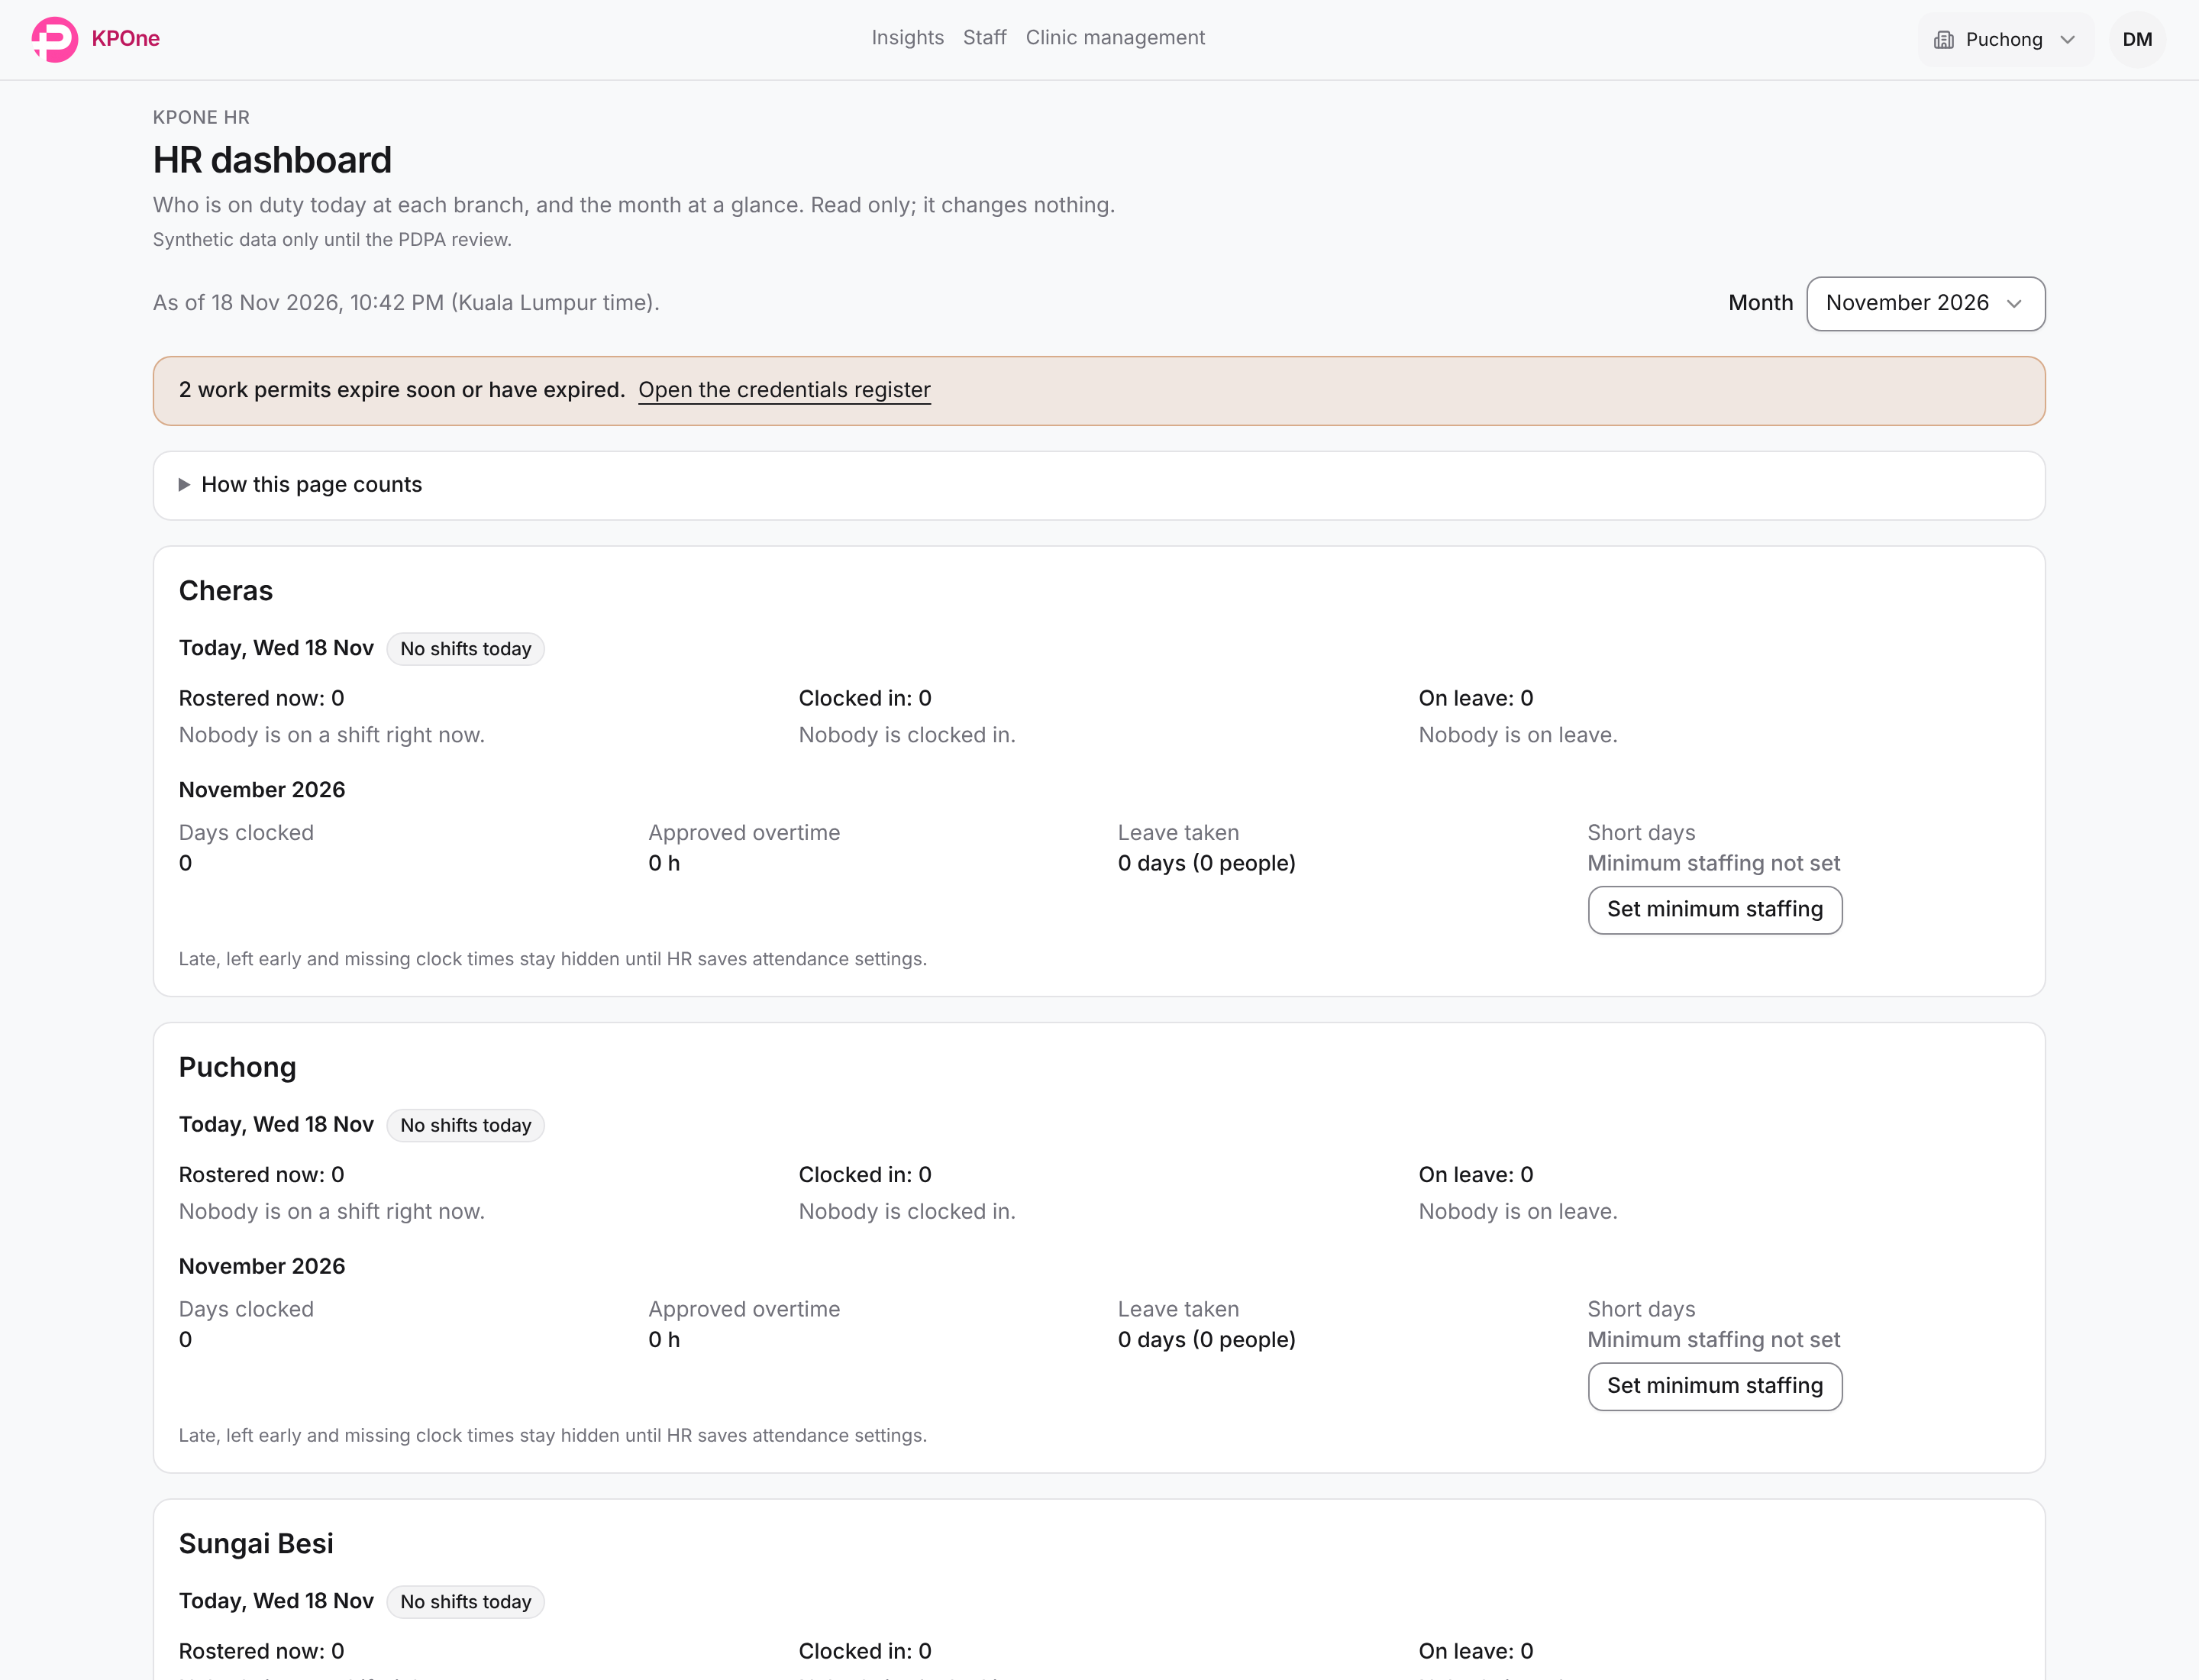 KPOne
Insights Staff Clinic management
Puchong
DM
KPONE HR
HR dashboard
Who is on duty today at each branch, and the month at a glance. Read only; it changes nothing.
Synthetic data only until the PDPA review.
As of 18 Nov 2026, 10:42 PM (Kuala Lumpur time).
Month November 2026
2 work permits expire soon or have expired. Open the credentials register
How this page counts
Cheras
Today, Wed 18 Nov No shifts today
Rostered now: 0 Clocked in: 0 On leave: 0
Nobody is on a shift right now. Nobody is clocked in. Nobody is on leave.
November 2026
Days clocked Approved overtime Leave taken Short days
0 0 h 0 days (0 people) Minimum staffing not set
Set minimum staffing
Late, left early and missing clock times stay hidden until HR saves attendance settings.
Puchong
Today, Wed 18 Nov No shifts today
Rostered now: 0 Clocked in: 0 On leave: 0
Nobody is on a shift right now. Nobody is clocked in. Nobody is on leave.
November 2026
Days clocked Approved overtime Leave taken Short days
0 0 h 0 days (0 people) Minimum staffing not set
Set minimum staffing
Late, left early and missing clock times stay hidden until HR saves attendance settings.
Sungai Besi
Today, Wed 18 Nov No shifts today
Rostered now: 0 Clocked in: 0 On leave: 0